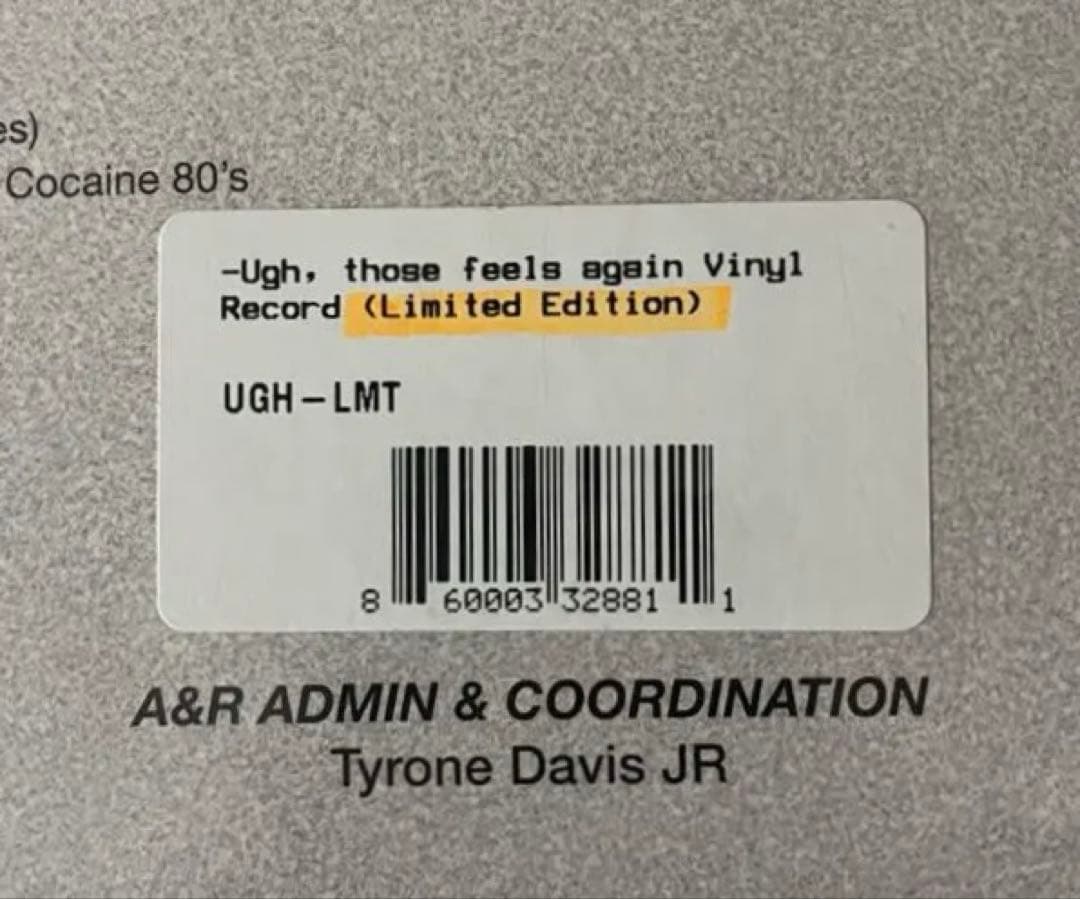 es)
Cocaine 80's
-Ugh, those feels again Vinyl
Record (Limited Edition)
UGH-LMT
8 60003 32881 1
A&R ADMIN & COORDINATION
Tyrone Davis JR